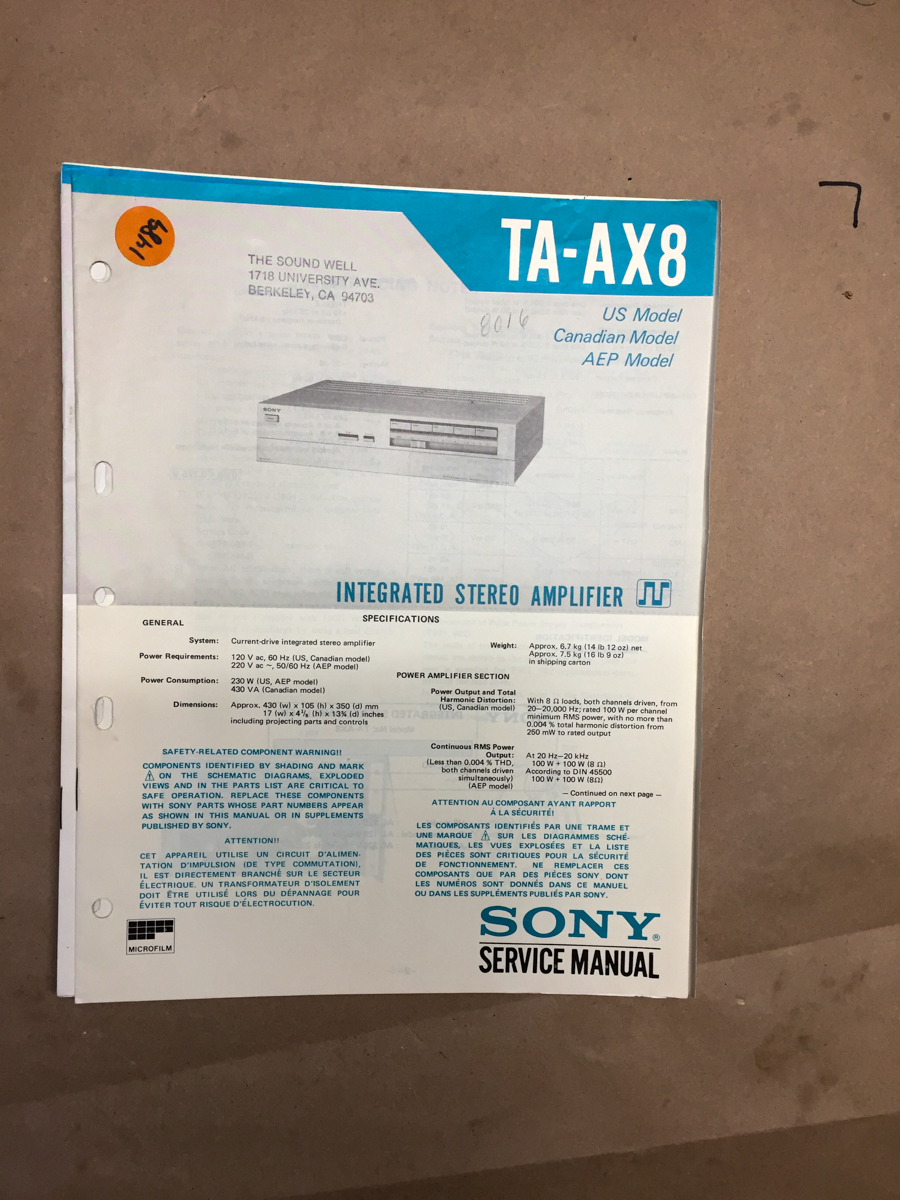 TA-AX8
1489
THE SOUND WELL
1718 UNIVERSITY AVE.
BERKELEY, CA 94703
8016
US Model
Canadian Model
AEP Model
SONY
INTEGRATED STEREO AMPLIFIER
SPECIFICATIONS
GENERAL
System: Current-drive integrated stereo amplifier
Power Requirements: 120 V ac, 60 Hz (US, Canadian model)
220 V ac ~, 50/60 Hz (AEP model)
Power Consumption: 230 W (US, AEP model)
430 VA (Canadian model)
Dimensions: Approx. 430 (w) x 105 (h) x 350 (d) mm
17 (w) x 4 1/8 (h) x 13¾ (d) inches
including projecting parts and controls
Weight: Approx. 6.7 kg (14 lb 12 oz) net
Approx. 7.5 kg (16 lb 9 oz)
in shipping carton
POWER AMPLIFIER SECTION
Power Output and Total
Harmonic Distortion: With 8 Ω loads, both channels driven, from
(US, Canadian model) 20–20,000 Hz; rated 100 W per channel
minimum RMS power, with no more than
0.004 % total harmonic distortion from
250 mW to rated output
Continuous RMS Power
Output: At 20 Hz–20 kHz
(Less than 0.004 % THD, 100 W + 100 W (8 Ω)
both channels driven According to DIN 45500
simultaneously) 100 W + 100 W (8Ω)
(AEP model)
— Continued on next page —
SAFETY-RELATED COMPONENT WARNING!!
COMPONENTS IDENTIFIED BY SHADING AND MARK
⚠ ON THE SCHEMATIC DIAGRAMS, EXPLODED
VIEWS AND IN THE PARTS LIST ARE CRITICAL TO
SAFE OPERATION. REPLACE THESE COMPONENTS
WITH SONY PARTS WHOSE PART NUMBERS APPEAR
AS SHOWN IN THIS MANUAL OR IN SUPPLEMENTS
PUBLISHED BY SONY.
ATTENTION!!
CET APPAREIL UTILISE UN CIRCUIT D'ALIMEN-
TATION D'IMPULSION (DE TYPE COMMUTATION),
IL EST DIRECTEMENT BRANCHÉ SUR LE SECTEUR
ÉLECTRIQUE. UN TRANSFORMATEUR D'ISOLEMENT
DOIT ÊTRE UTILISÉ LORS DU DÉPANNAGE POUR
ÉVITER TOUT RISQUE D'ÉLECTROCUTION.
ATTENTION AU COMPOSANT AYANT RAPPORT
À LA SÉCURITÉ!
LES COMPOSANTS IDENTIFIÉS PAR UNE TRAME ET
UNE MARQUE ⚠ SUR LES DIAGRAMMES SCHÉ-
MATIQUES, LES VUES EXPLOSÉES ET LA LISTE
DES PIÈCES SONT CRITIQUES POUR LA SÉCURITÉ
DE FONCTIONNEMENT. NE REMPLACER CES
COMPOSANTS QUE PAR DES PIÉCES SONY DONT
LES NUMÉROS SONT DONNÉS DANS CE MANUEL
OU DANS LES SUPPLÉMENTS PUBLIÉS PAR SONY.
MICROFILM
SONY®
SERVICE MANUAL